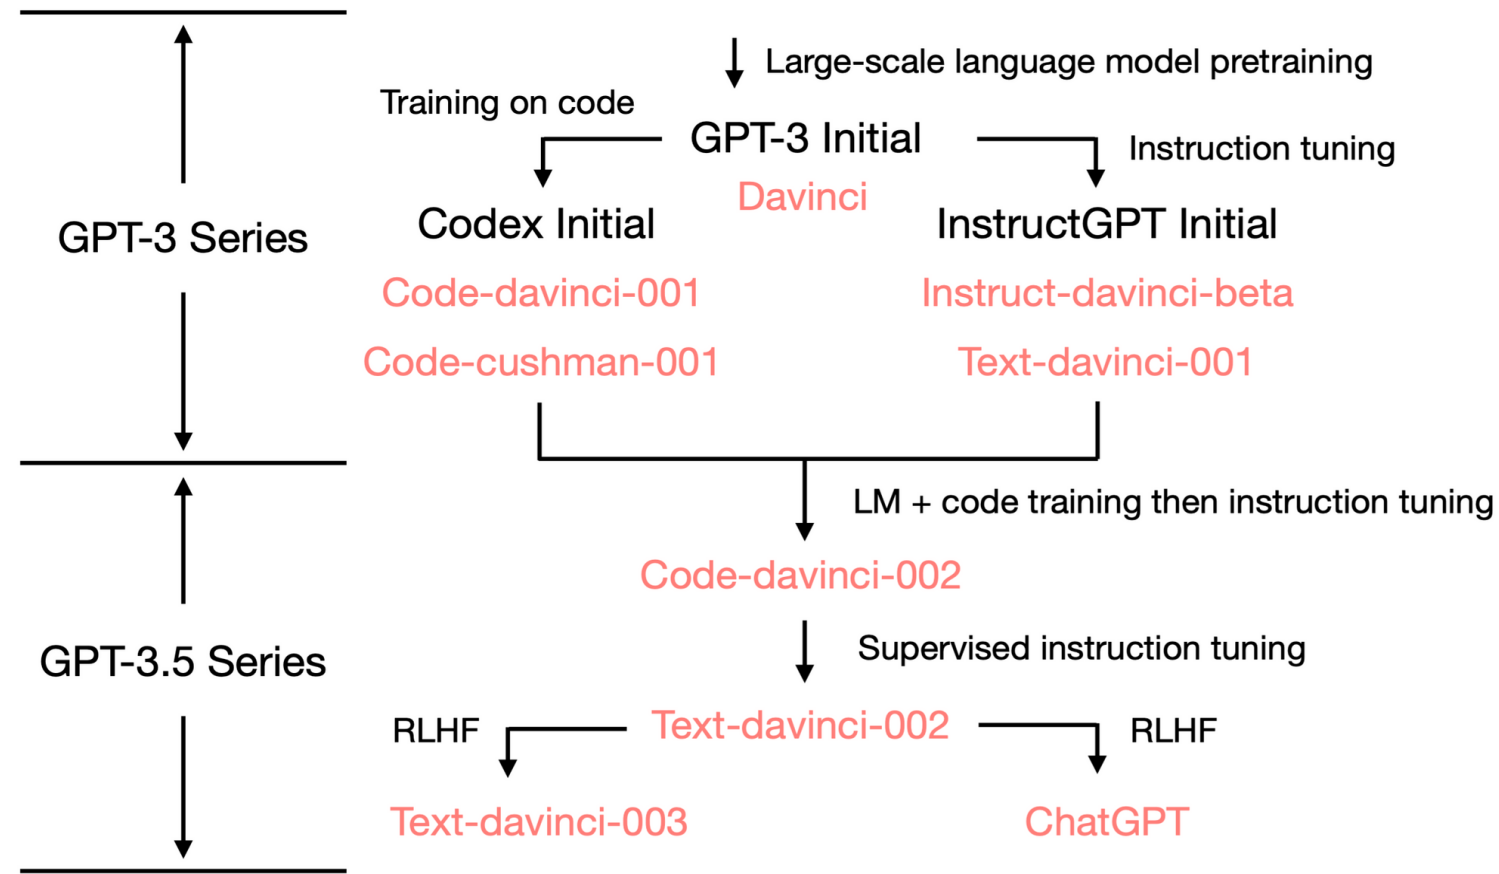 Large-scale language model pretraining
Training on code
GPT-3 Initial
Instruction tuning
Davinci
Codex Initial
InstructGPT Initial
GPT-3 Series
Code-davinci-001
Instruct-davinci-beta
Code-cushman-001
Text-davinci-001
LM + code training then instruction tuning
Code-davinci-002
Supervised instruction tuning
GPT-3.5 Series
RLHF
Text-davinci-002
RLHF
Text-davinci-003
ChatGPT